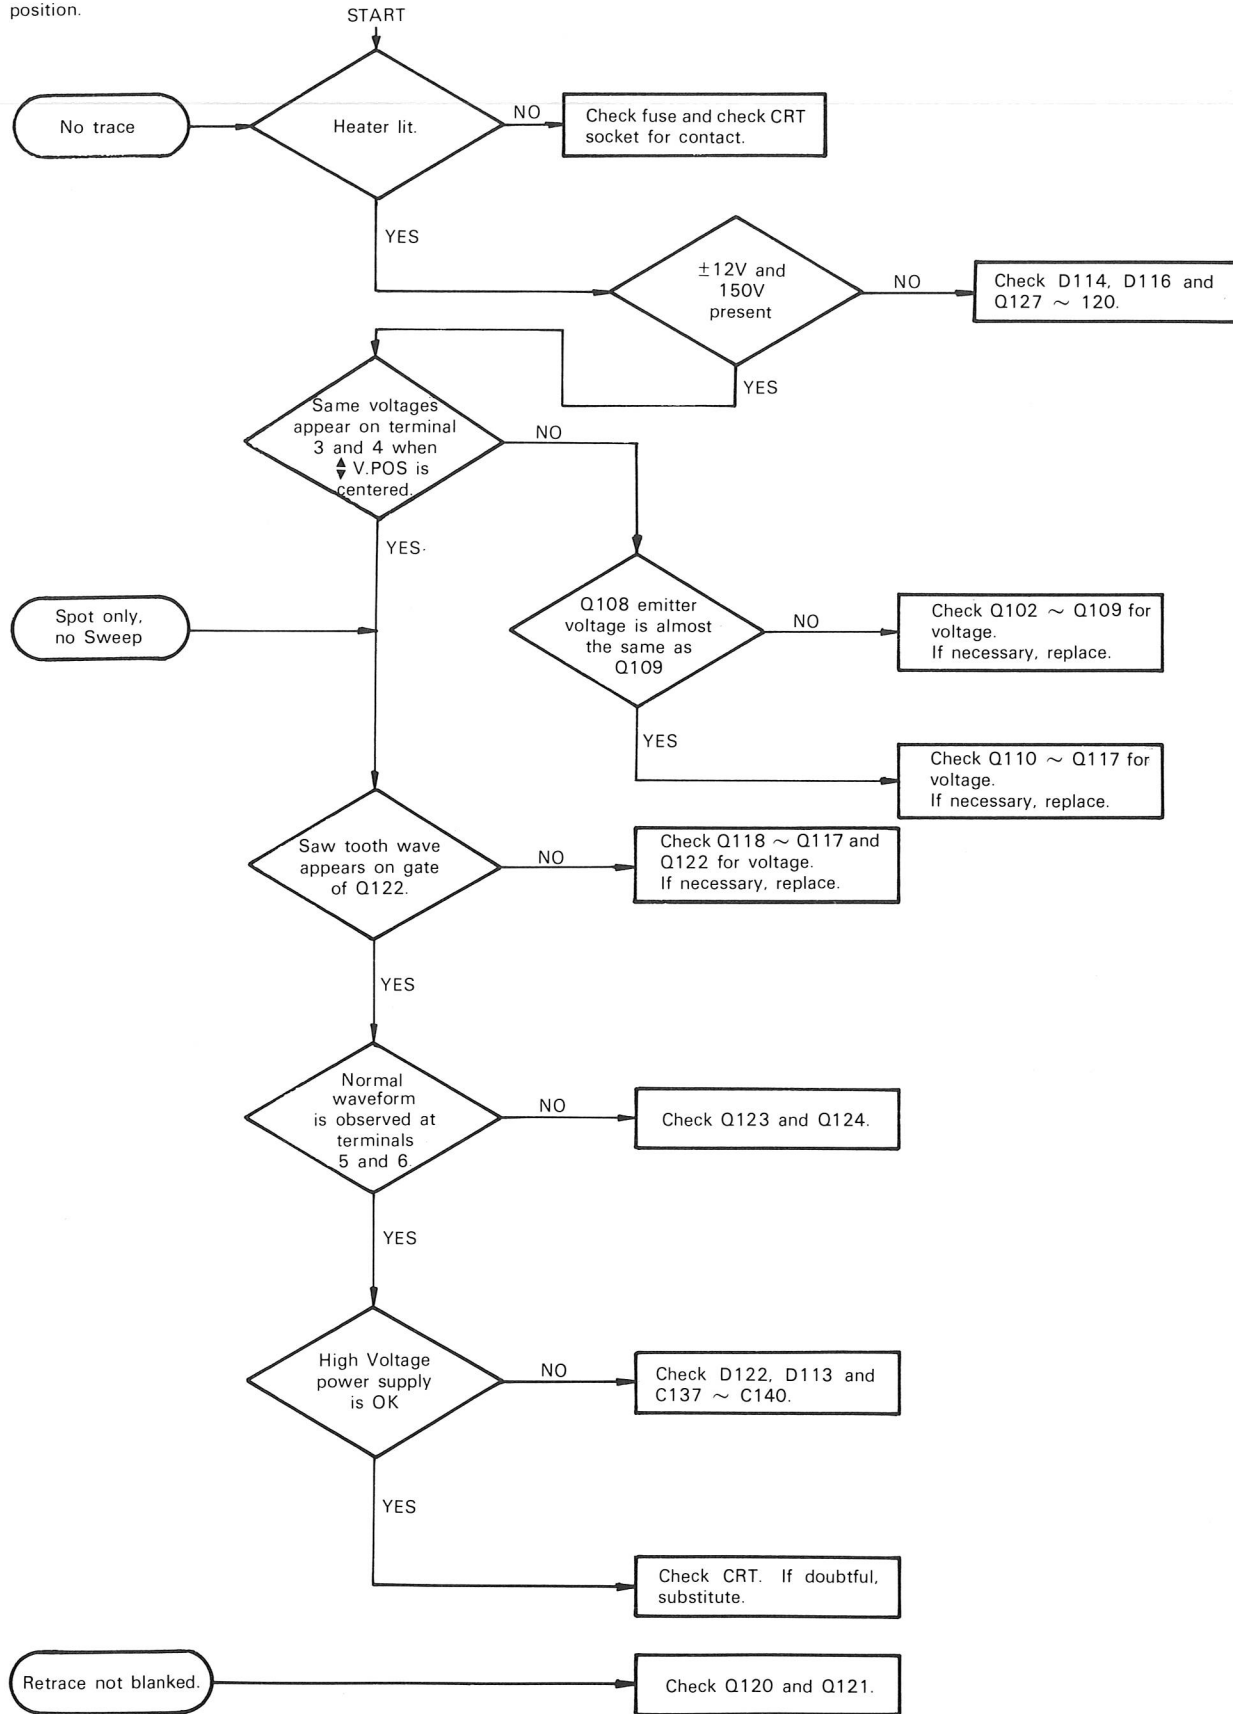 position.
START
No trace
Heater lit.
NO
Check fuse and check CRT
socket for contact.
YES
±12V and
150V
present
NO
Check D114, D116 and
Q127 ~ 120.
YES
Same voltages
appear on terminal
3 and 4 when
▲▼ V.POS is
centered.
NO
YES.
Spot only,
no Sweep
Q108 emitter
voltage is almost
the same as
Q109
NO
Check Q102 ~ Q109 for
voltage.
If necessary, replace.
YES
Check Q110 ~ Q117 for
voltage.
If necessary, replace.
Saw tooth wave
appears on gate
of Q122.
NO
Check Q118 ~ Q117 and
Q122 for voltage.
If necessary, replace.
YES
Normal
waveform
is observed at
terminals
5 and 6.
NO
Check Q123 and Q124.
YES
High Voltage
power supply
is OK
NO
Check D122, D113 and
C137 ~ C140.
YES
Check CRT. If doubtful,
substitute.
Retrace not blanked.
Check Q120 and Q121.